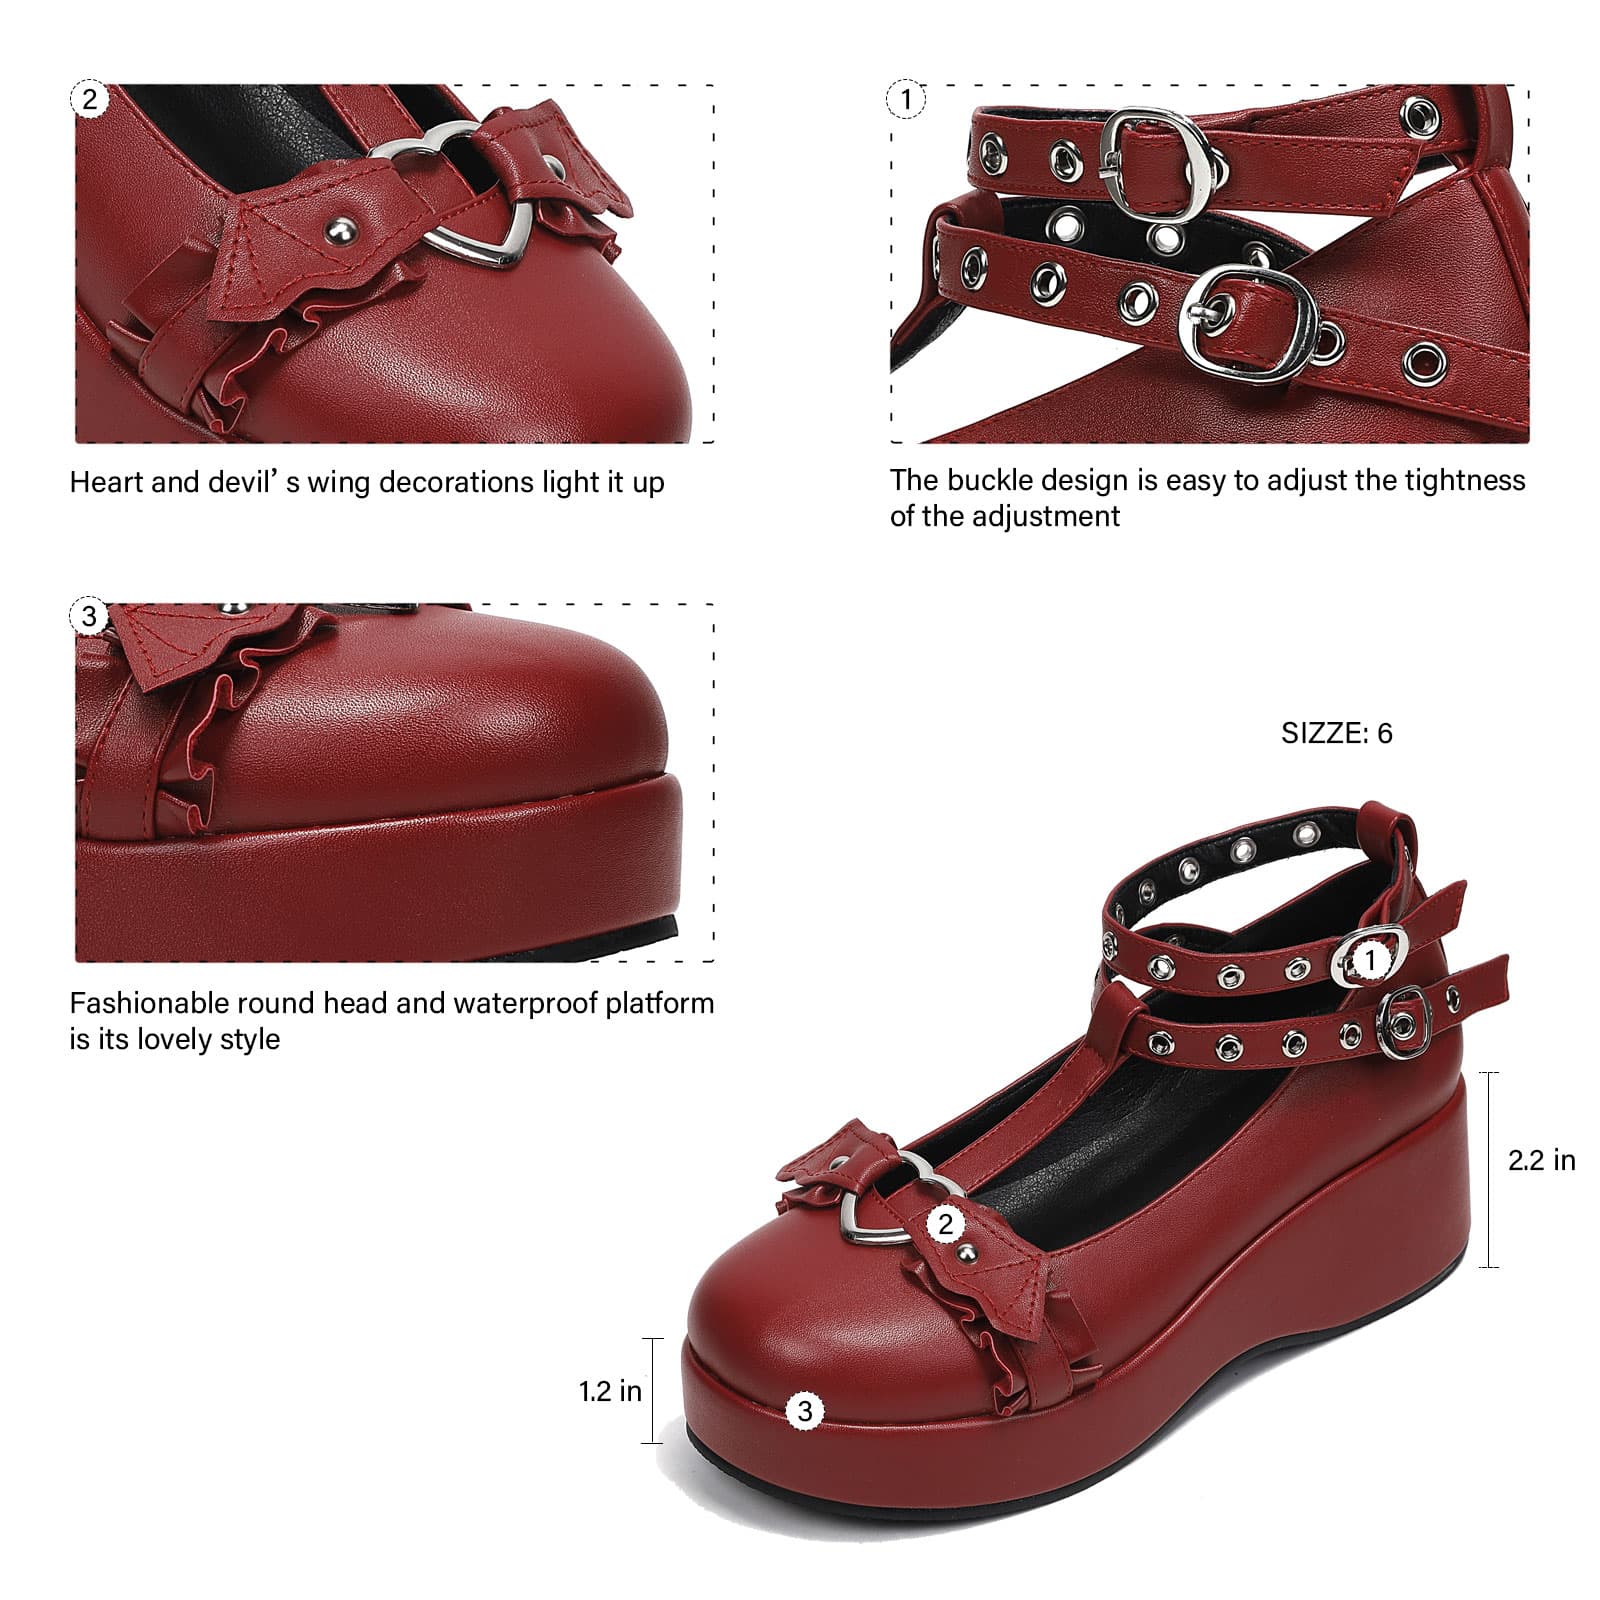 2
Heart and devil’ s wing decorations light it up
1
The buckle design is easy to adjust the tightness
of the adjustment
3
Fashionable round head and waterproof platform
is its lovely style
SIZZE: 6
1
2
3
2.2 in
1.2 in